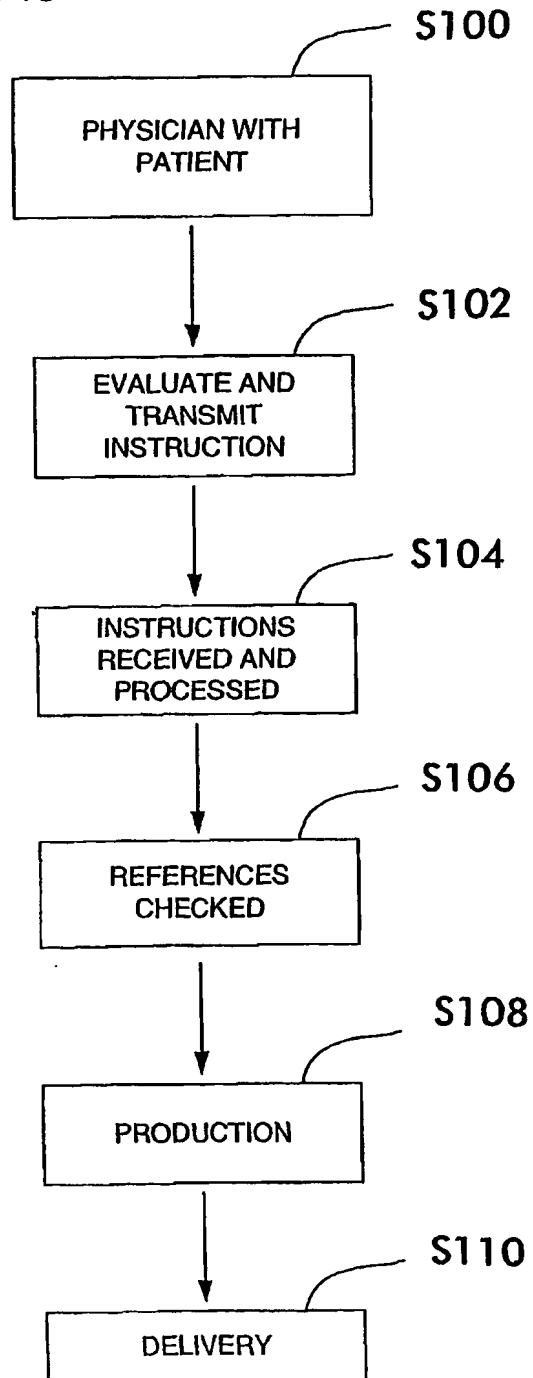 S100
PHYSICIAN WITH
PATIENT
S102
EVALUATE AND
TRANSMIT
INSTRUCTION
S104
INSTRUCTIONS
RECEIVED AND
PROCESSED
S106
REFERENCES
CHECKED
S108
PRODUCTION
S110
DELIVERY